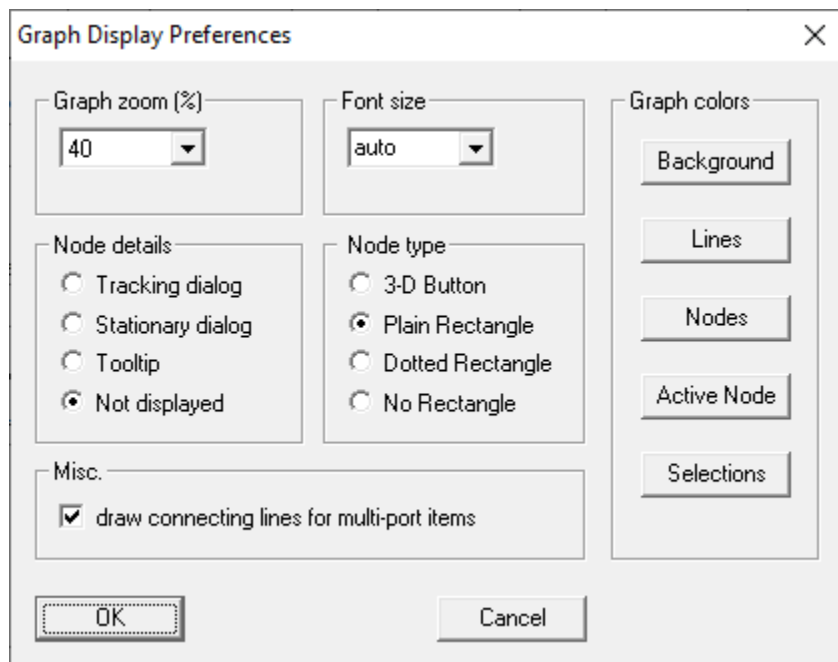 Graph Display Preferences
Graph zoom (%)
40
Font size
auto
Graph colors
Background
Lines
Nodes
Active Node
Selections
Node details
Tracking dialog
Stationary dialog
Tooltip
Not displayed
Node type
3-D Button
Plain Rectangle
Dotted Rectangle
No Rectangle
Misc.
draw connecting lines for multi-port items
OK
Cancel